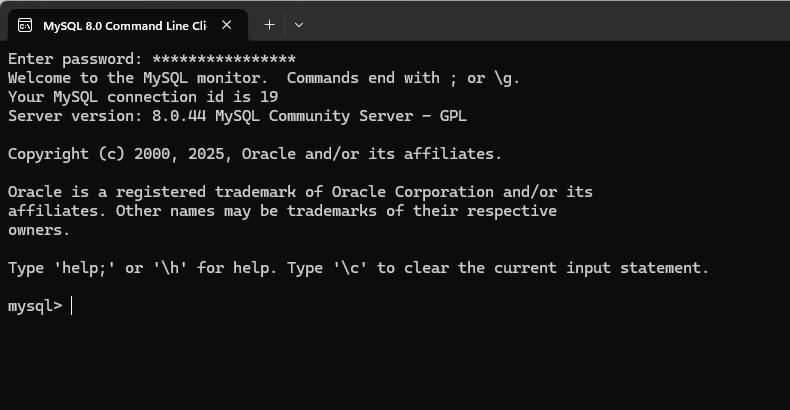 MySQL 8.0 Command Line Cli
Enter password: ****************
Welcome to the MySQL monitor.  Commands end with ; or \g.
Your MySQL connection id is 19
Server version: 8.0.44 MySQL Community Server - GPL
Copyright (c) 2000, 2025, Oracle and/or its affiliates.
Oracle is a registered trademark of Oracle Corporation and/or its
affiliates. Other names may be trademarks of their respective
owners.
Type 'help;' or '\h' for help. Type '\c' to clear the current input statement.
mysql>